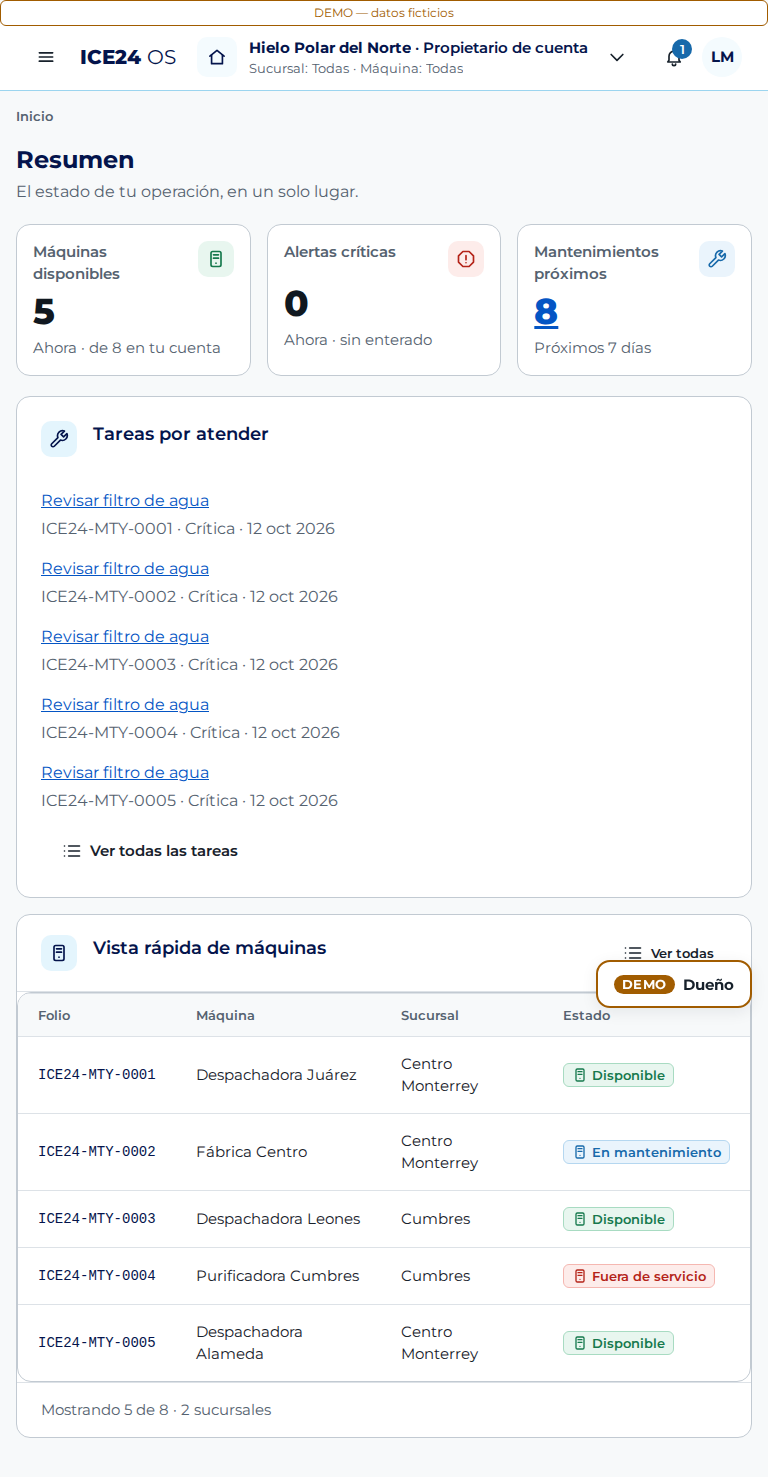 DEMO — datos ficticios
ICE24 OS
Hielo Polar del Norte · Propietario de cuenta
Sucursal: Todas · Máquina: Todas
1
LM
Inicio
Resumen
El estado de tu operación, en un solo lugar.
Máquinas
disponibles
5
Ahora · de 8 en tu cuenta
Alertas críticas
0
Ahora · sin enterado
Mantenimientos
próximos
8
Próximos 7 días
Tareas por atender
Revisar filtro de agua
ICE24-MTY-0001 · Crítica · 12 oct 2026
Revisar filtro de agua
ICE24-MTY-0002 · Crítica · 12 oct 2026
Revisar filtro de agua
ICE24-MTY-0003 · Crítica · 12 oct 2026
Revisar filtro de agua
ICE24-MTY-0004 · Crítica · 12 oct 2026
Revisar filtro de agua
ICE24-MTY-0005 · Crítica · 12 oct 2026
Ver todas las tareas
Vista rápida de máquinas
Ver todas
DEMO Dueño
Folio Máquina Sucursal Estado
ICE24-MTY-0001 Despachadora Juárez Centro Monterrey Disponible
ICE24-MTY-0002 Fábrica Centro Centro Monterrey En mantenimiento
ICE24-MTY-0003 Despachadora Leones Cumbres Disponible
ICE24-MTY-0004 Purificadora Cumbres Cumbres Fuera de servicio
ICE24-MTY-0005 Despachadora Alameda Centro Monterrey Disponible
Mostrando 5 de 8 · 2 sucursales